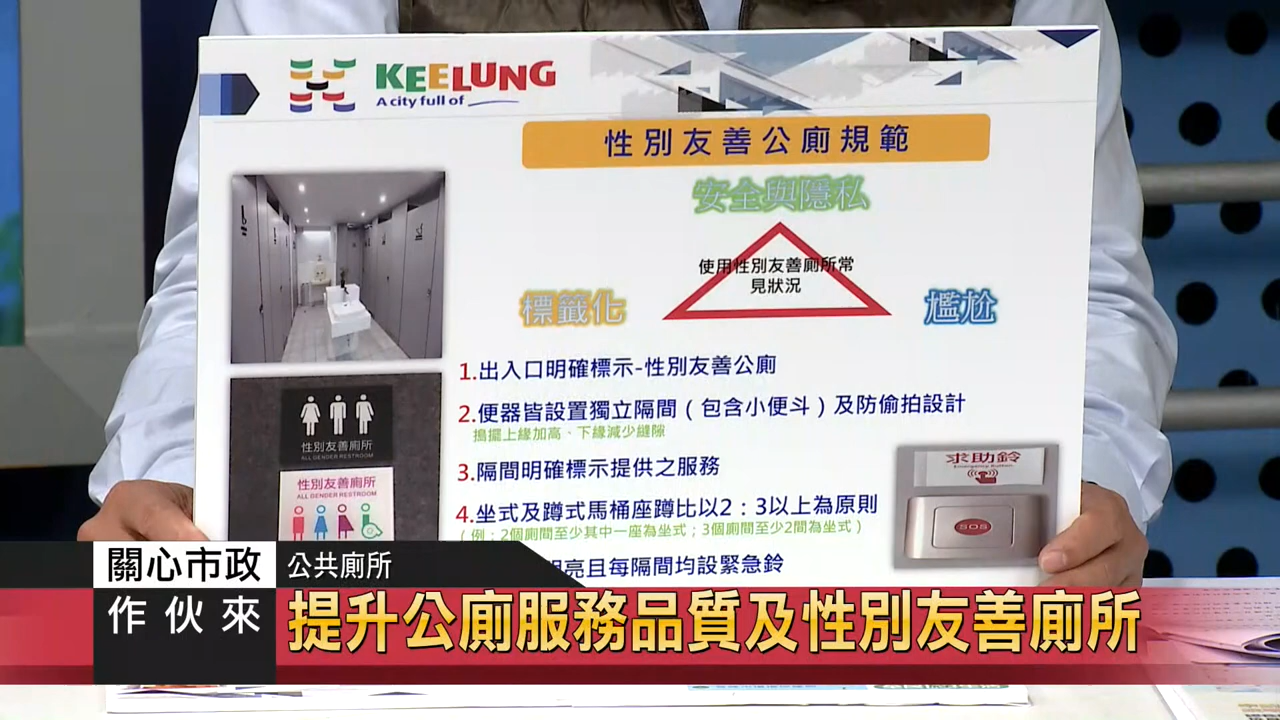 KEELUNG
A city full of
性別友善公廁規範
安全與隱私
使用性別友善廁所常
見狀況
標籤化
尷尬
1.出入口明確標示-性別友善公廁
2.便器皆設置獨立隔間（包含小便斗）及防偷拍設計
搗擺上緣加高、下緣減少縫隙
3.隔間明確標示提供之服務
4.坐式及蹲式馬桶座蹲比以2：3以上為原則
（例：2個廁間至少其中一座為坐式；3個廁間至少2間為坐式）
明亮且每隔間均設緊急鈴
性別友善廁所
ALL GENDER RESTROOM
性別友善廁所
ALL GENDER RESTROOM
求助鈴
Emergency Button
SOS
關心市政
作伙來
公共廁所
提升公廁服務品質及性別友善廁所